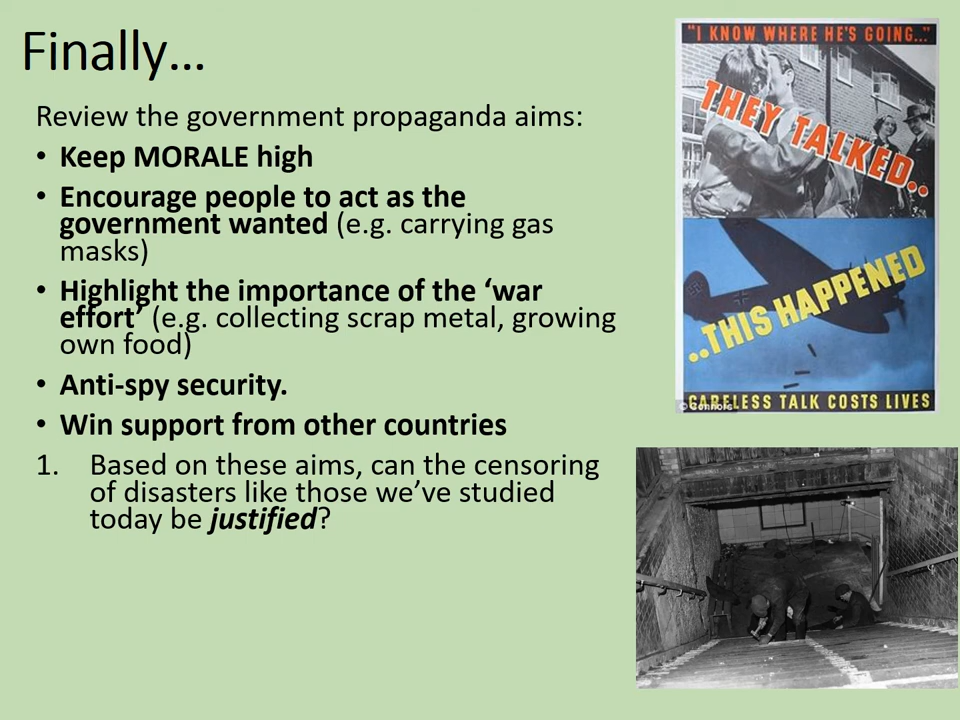 Finally…
Review the government propaganda aims:
• Keep MORALE high
• Encourage people to act as the
government wanted (e.g. carrying gas
masks)
• Highlight the importance of the ‘war
effort’ (e.g. collecting scrap metal, growing
own food)
• Anti-spy security.
• Win support from other countries
1. Based on these aims, can the censoring
of disasters like those we’ve studied
today be justified?
"I KNOW WHERE HE'S GOING..."
THEY TALKED..
..THIS HAPPENED
CARELESS TALK COSTS LIVES
© Connors